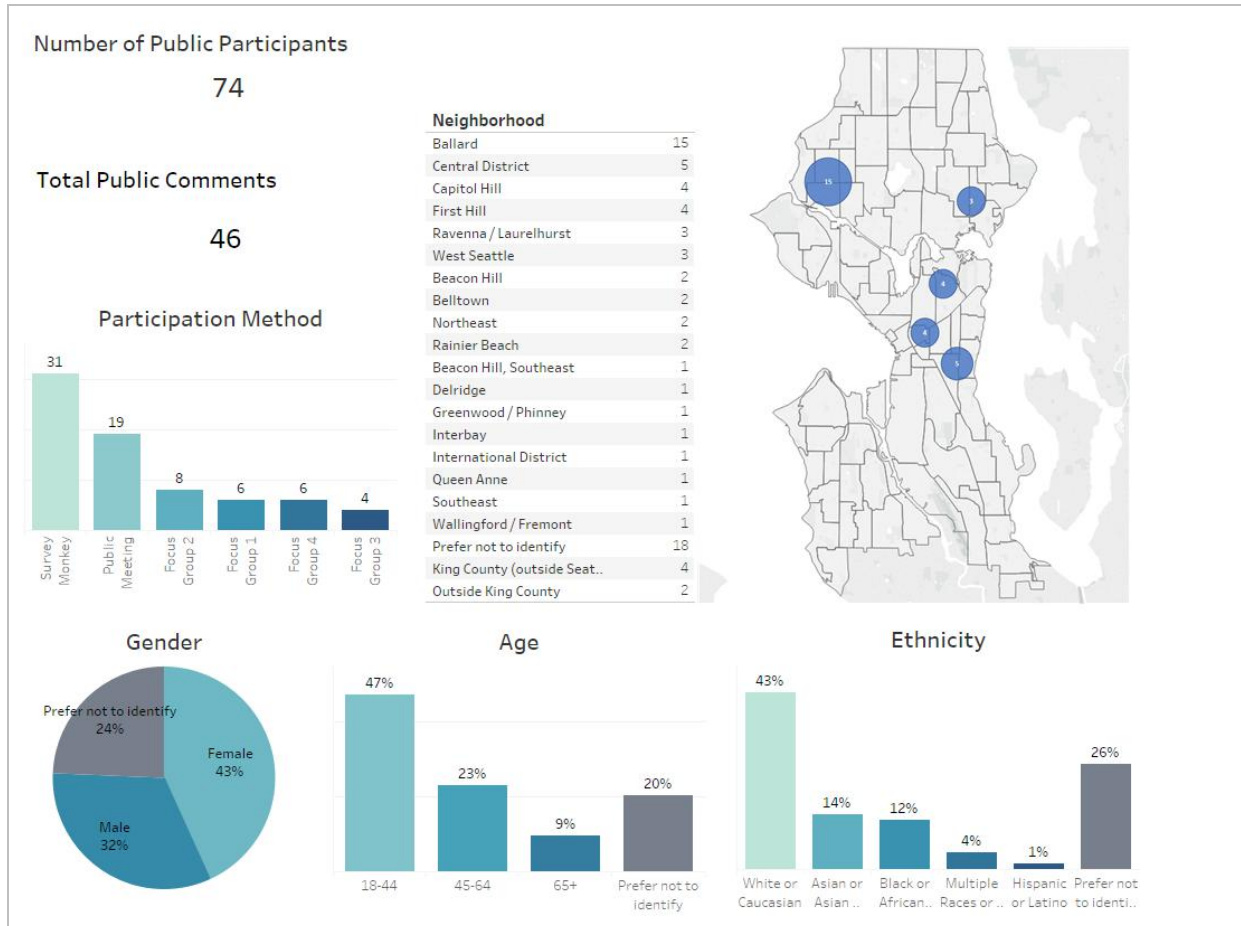 Number of Public Participants
74
Total Public Comments
46
Participation Method
31
19
8
6
6
4
Survey
Monkey
Public
Meeting
Focus
Group 2
Focus
Group 1
Focus
Group 4
Focus
Group 3
Neighborhood
Ballard 15
Central District 5
Capitol Hill 4
First Hill 4
Ravenna / Laurelhurst 3
West Seattle 3
Beacon Hill 2
Belltown 2
Northeast 2
Rainier Beach 2
Beacon Hill, Southeast 1
Delridge 1
Greenwood / Phinney 1
Interbay 1
International District 1
Queen Anne 1
Southeast 1
Wallingford / Fremont 1
Prefer not to identify 18
King County (outside Seat.. 4
Outside King County 2
15
3
4
4
5
Gender
Prefer not to identify
24%
Female
43%
Male
32%
Age
47%
23%
9%
20%
18-44
45-64
65+
Prefer not to
identify
Ethnicity
43%
14%
12%
4%
1%
26%
White or
Caucasian
Asian or
Asian ..
Black or
African..
Multiple
Races or ..
Hispanic
or Latino
Prefer not
to identi..